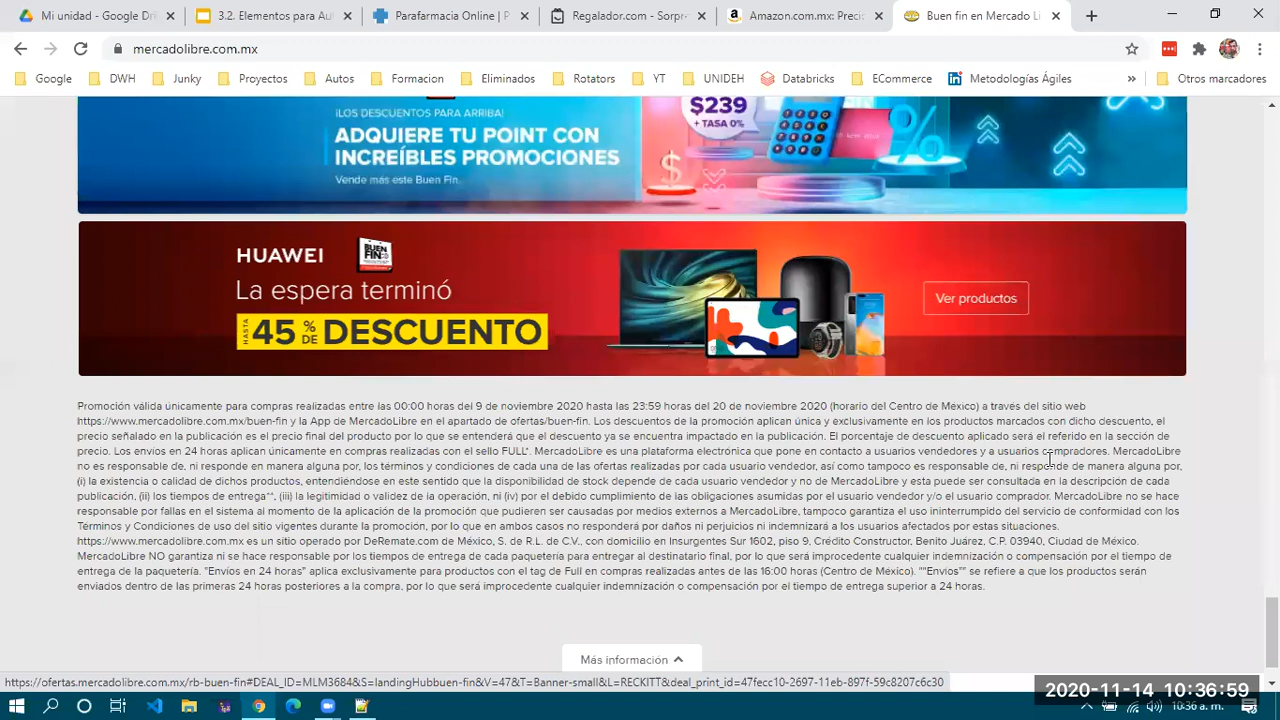 Mi unidad - Google Dri
3.2. Elementos para Au
Parafarmacia Online | P
Regalador.com - Sorpr
Amazon.com.mx: Preci
Buen fin en Mercado Li
mercadolibre.com.mx
Google
DWH
Junky
Proyectos
Autos
Formacion
Eliminados
Rotators
YT
UNIDEH
Databricks
ECommerce
Metodologías Ágiles
»
Otros marcadores
¡LOS DESCUENTOS PARA ARRIBA!
ADQUIERE TU POINT CON
INCREÍBLES PROMOCIONES
Vende más este Buen Fin.
$239
+ TASA 0%
HUAWEI
BUEN
FIN
La espera terminó
HASTA 45 % DE DESCUENTO
Ver productos
Promoción válida únicamente para compras realizadas entre las 00:00 horas del 9 de noviembre 2020 hasta las 23:59 horas del 20 de noviembre 2020 (horario del Centro de México) a través del sitio web
https://www.mercadolibre.com.mx/buen-fin y la App de MercadoLibre en el apartado de ofertas/buen-fin. Los descuentos de la promoción aplican única y exclusivamente en los productos marcados con dicho descuento, el
precio señalado en la publicación es el precio final del producto por lo que se entenderá que el descuento ya se encuentra impactado en la publicación. El porcentaje de descuento aplicado será el referido en la sección de
precio. Los envíos en 24 horas aplican únicamente en compras realizadas con el sello FULL*. MercadoLibre es una plataforma electrónica que pone en contacto a usuarios vendedores y a usuarios compradores. MercadoLibre
no es responsable de, ni responde en manera alguna por, los términos y condiciones de cada una de las ofertas realizadas por cada usuario vendedor, así como tampoco es responsable de, ni responde de manera alguna por,
(i) la existencia o calidad de dichos productos, entendiéndose en este sentido que la disponibilidad de stock depende de cada usuario vendedor y no de MercadoLibre y esta puede ser consultada en la descripción de cada
publicación, (ii) los tiempos de entrega**, (iii) la legitimidad o validez de la operación, ni (iv) por el debido cumplimiento de las obligaciones asumidas por el usuario vendedor y/o el usuario comprador. MercadoLibre no se hace
responsable por fallas en el sistema al momento de la aplicación de la promoción que pudieren ser causadas por medios externos a MercadoLibre, tampoco garantiza el uso ininterrumpido del servicio de conformidad con los
Términos y Condiciones de uso del sitio vigentes durante la promoción, por lo que en ambos casos no responderá por daños ni perjuicios ni indemnizará a los usuarios afectados por estas situaciones.
https://www.mercadolibre.com.mx es un sitio operado por DeRemate.com de México, S. de R.L. de C.V., con domicilio en Insurgentes Sur 1602, piso 9, Crédito Constructor, Benito Juárez, C.P. 03940, Ciudad de México.
MercadoLibre NO garantiza ni se hace responsable por los tiempos de entrega de cada paquetería para entregar al destinatario final, por lo que será improcedente cualquier indemnización o compensación por el tiempo de
entrega de la paquetería. "Envíos en 24 horas" aplica exclusivamente para productos con el tag de Full en compras realizadas antes de las 16:00 horas (Centro de México). ""Envíos"" se refiere a que los productos serán
enviados dentro de las primeras 24 horas posteriores a la compra, por lo que será improcedente cualquier indemnización o compensación por el tiempo de entrega superior a 24 horas.
Más información
https://ofertas.mercadolibre.com.mx/rb-buen-fin#DEAL_ID=MLM3684&S=landingHubbuen-fin&V=47&T=Banner-small&L=RECKITT&deal_print_id=47fecc10-2697-11eb-897f-59c8207c6c30
2020-11-14 10:36:59
10:36 a. m.